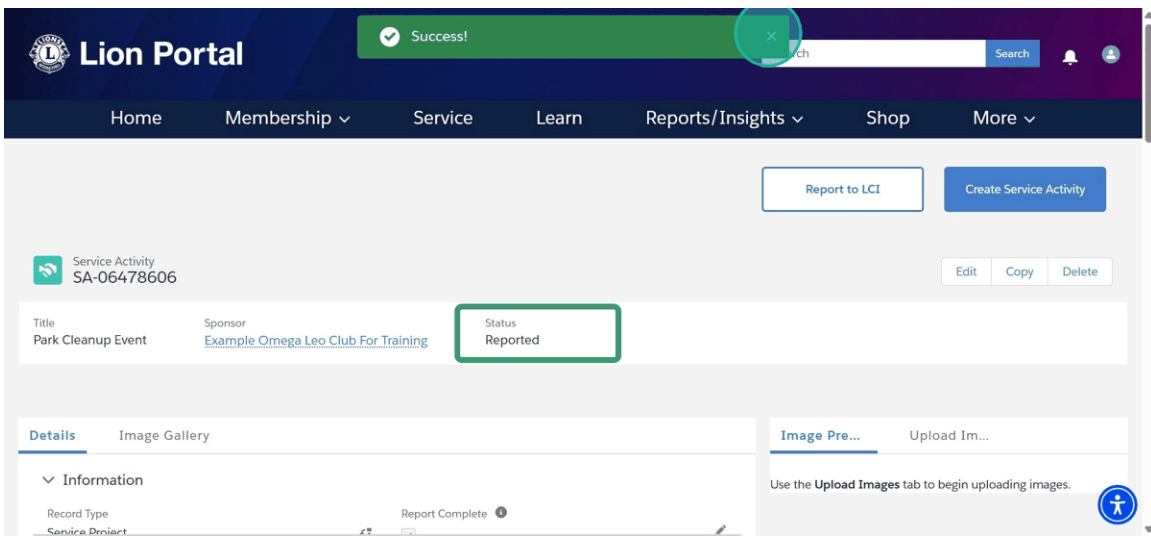 Success!
Lion Portal
Search
Home Membership Service Learn Reports/Insights Shop More
Report to LCI Create Service Activity
Service Activity
SA-06478606
Edit Copy Delete
Title Sponsor Status
Park Cleanup Event Example Omega Leo Club For Training Reported
Details Image Gallery
Image Pre... Upload Im...
Information
Use the Upload Images tab to begin uploading images.
Record Type Report Complete
Service Project